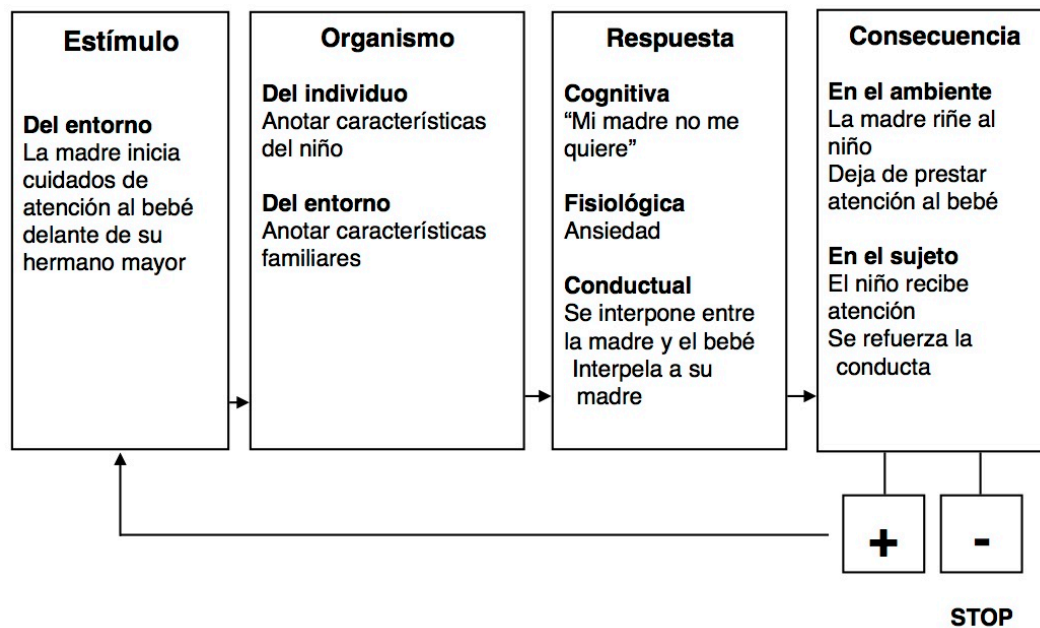 Estímulo
Del entorno
La madre inicia
cuidados de
atención al bebé
delante de su
hermano mayor
Organismo
Del individuo
Anotar características
del niño
Del entorno
Anotar características
familiares
Respuesta
Cognitiva
“Mi madre no me
quiere”
Fisiológica
Ansiedad
Conductual
Se interpone entre
la madre y el bebé
Interpela a su
madre
Consecuencia
En el ambiente
La madre riñe al
niño
Deja de prestar
atención al bebé
En el sujeto
El niño recibe
atención
Se refuerza la
conducta
+
-
STOP